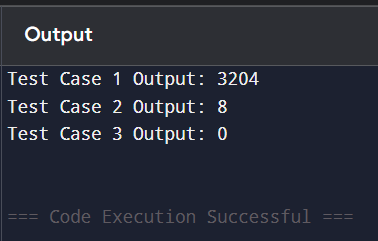 Output
Test Case 1 Output: 3204
Test Case 2 Output: 8
Test Case 3 Output: 0
=== Code Execution Successful ===